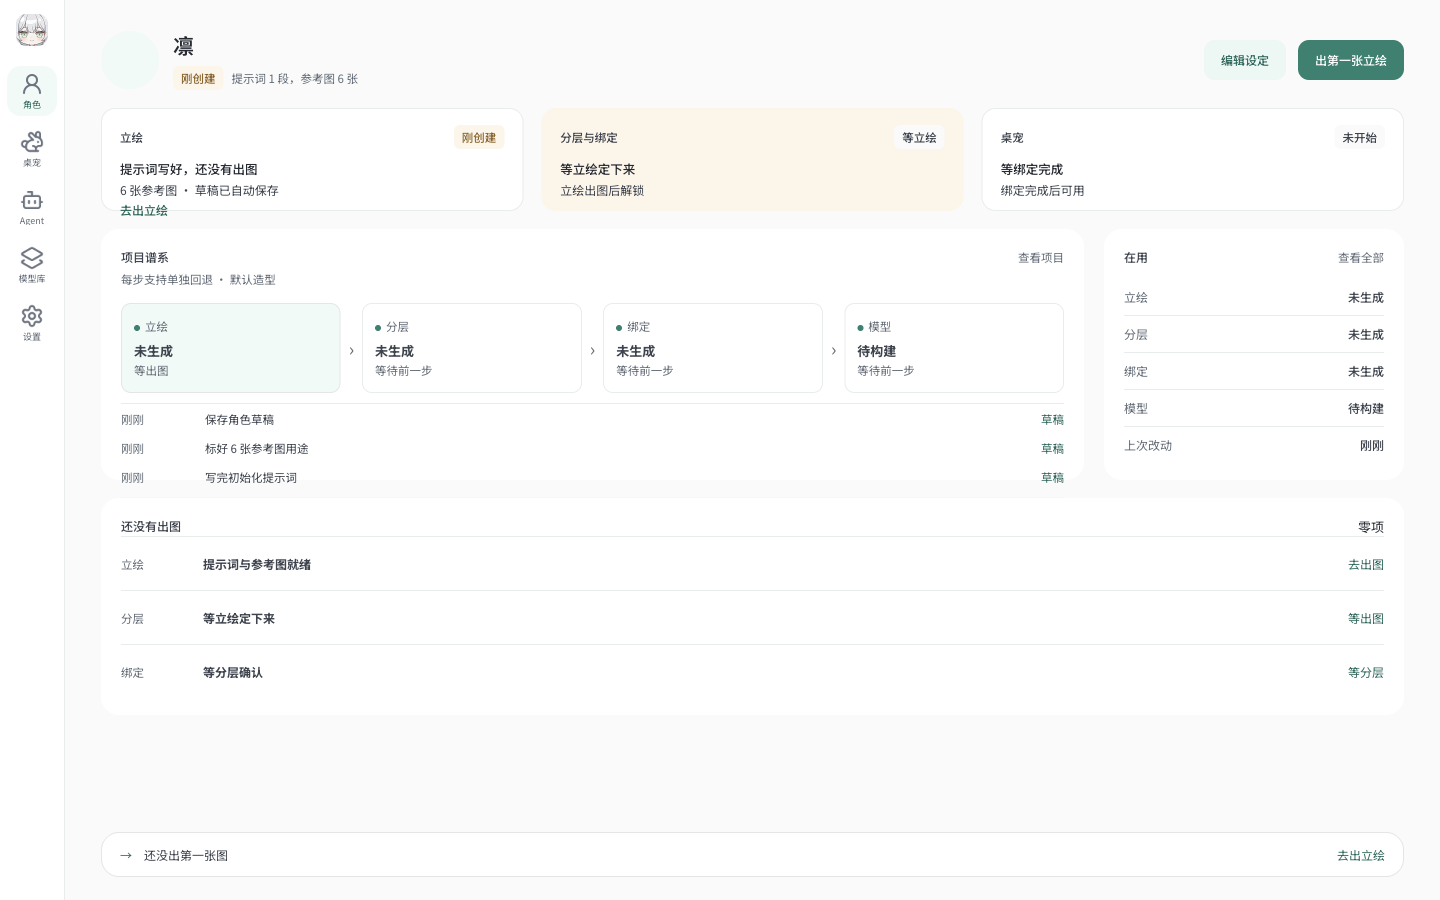 角色
桌宠
Agent
模型库
设置
凛
刚创建
提示词 1 段，参考图 6 张
编辑设定
出第一张立绘
立绘
刚创建
提示词写好，还没有出图
6 张参考图 · 草稿已自动保存
去出立绘
分层与绑定
等立绘
等立绘定下来
立绘出图后解锁
桌宠
未开始
等绑定完成
绑定完成后可用
项目谱系
查看项目
每步支持单独回退 · 默认造型
立绘
未生成
等出图
›
分层
未生成
等待前一步
›
绑定
未生成
等待前一步
›
模型
待构建
等待前一步
刚刚 保存角色草稿 草稿
刚刚 标好 6 张参考图用途 草稿
刚刚 写完初始化提示词 草稿
在用
查看全部
立绘 未生成
分层 未生成
绑定 未生成
模型 待构建
上次改动 刚刚
还没有出图 零项
立绘 提示词与参考图就绪 去出图
分层 等立绘定下来 等出图
绑定 等分层确认 等分层
→ 还没出第一张图 去出立绘